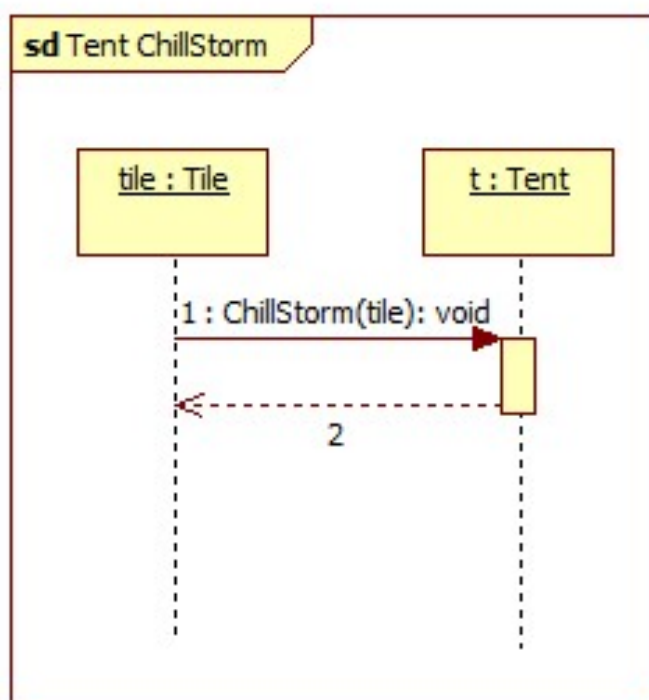 sd Tent ChillStorm
tile : Tile
t : Tent
1 : ChillStorm(tile): void
2